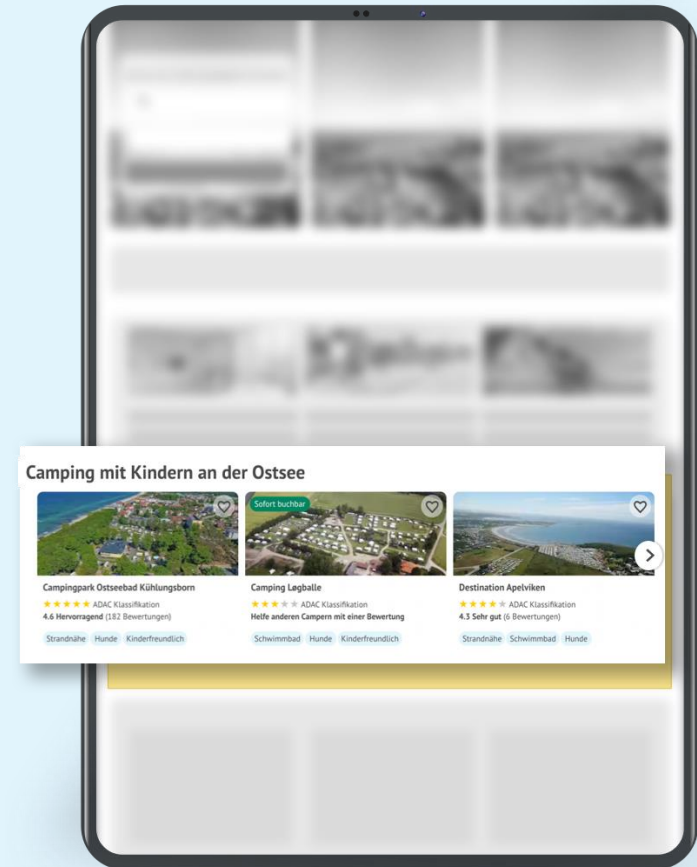 Camping mit Kindern an der Ostsee
Sofort buchbar
Campingpark Ostseebad Kühlungsborn
ADAC Klassifikation
4.6 Hervorragend (182 Bewertungen)
Strandnähe Hunde Kinderfreundlich
Camping Løgballe
ADAC Klassifikation
Helfe anderen Campern mit einer Bewertung
Schwimmbad Hunde Kinderfreundlich
Destination Apelviken
ADAC Klassifikation
4.3 Sehr gut (6 Bewertungen)
Strandnähe Schwimmbad Hunde